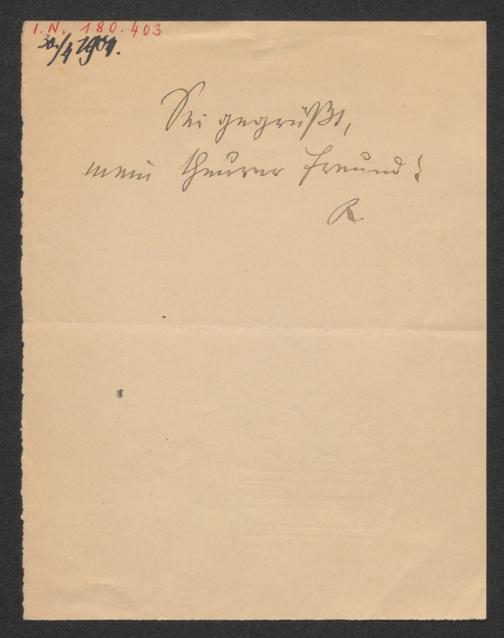 I.N. 180.403
30./4 1901.
Sei gegrüßt,
mein theurer Freund!
R.